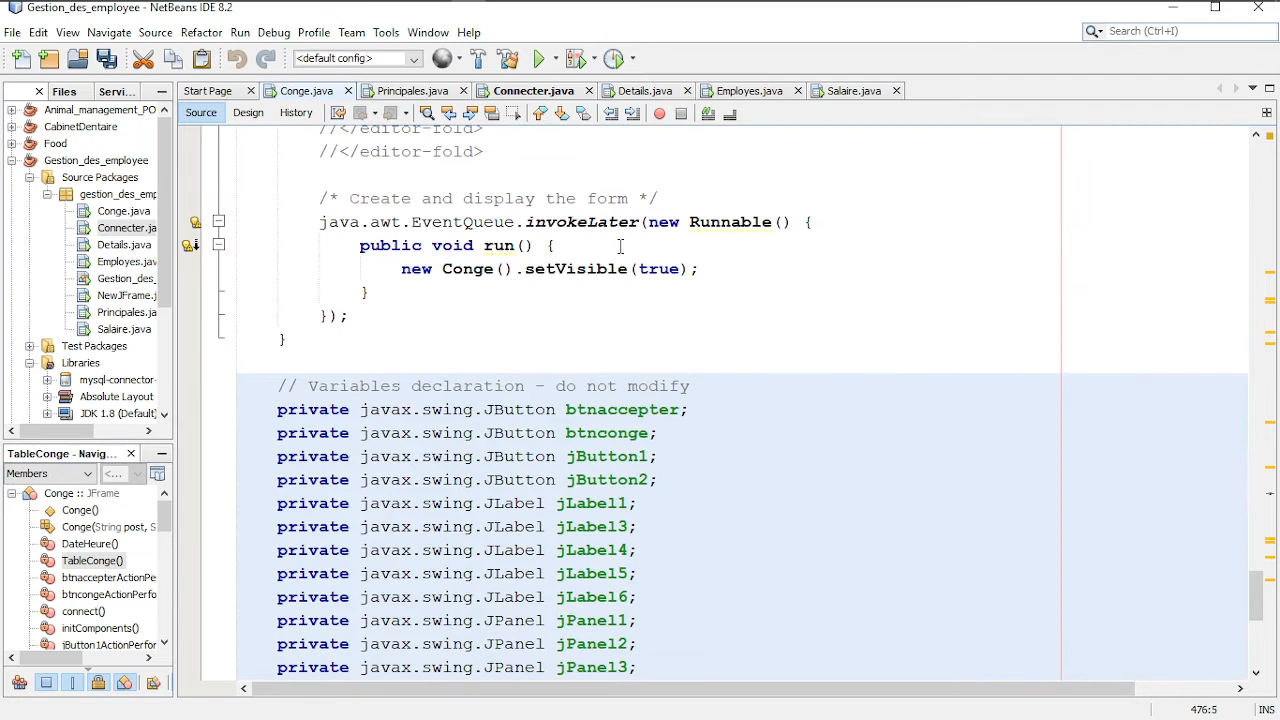 Gestion_des_employee - NetBeans IDE 8.2
File Edit View Navigate Source Refactor Run Debug Profile Team Tools Window Help
Search (Ctrl+I)
<default config>
Files Servi...
Start Page Conge.java Principales.java Connecter.java Details.java Employes.java Salaire.java
Source Design History
Animal_management_PO
CabinetDentaire
Food
Gestion_des_employee
Source Packages
gestion_des_emp
Conge.java
Connecter.ja
Details.java
Employes.jav
Gestion_des_
NewJFrame.j
Principales.ja
Salaire.java
Test Packages
Libraries
mysql-connector-
Absolute Layout
JDK 1.8 (Default)
TableConge - Navig...
Members <...
Conge :: JFrame
Conge()
Conge(String post, S
DateHeure()
TableConge()
btnaccepterActionPe
btncongeActionPerfo
connect()
initComponents()
jButton1ActionPerfor
//</editor-fold>
//</editor-fold>
/* Create and display the form */
java.awt.EventQueue.invokeLater(new Runnable() {
public void run() {
new Conge().setVisible(true);
}
});
}
// Variables declaration - do not modify
private javax.swing.JButton btnaccepter;
private javax.swing.JButton btnconge;
private javax.swing.JButton jButton1;
private javax.swing.JButton jButton2;
private javax.swing.JLabel jLabel1;
private javax.swing.JLabel jLabel3;
private javax.swing.JLabel jLabel4;
private javax.swing.JLabel jLabel5;
private javax.swing.JLabel jLabel6;
private javax.swing.JPanel jPanel1;
private javax.swing.JPanel jPanel2;
private javax.swing.JPanel jPanel3;
476:5 INS